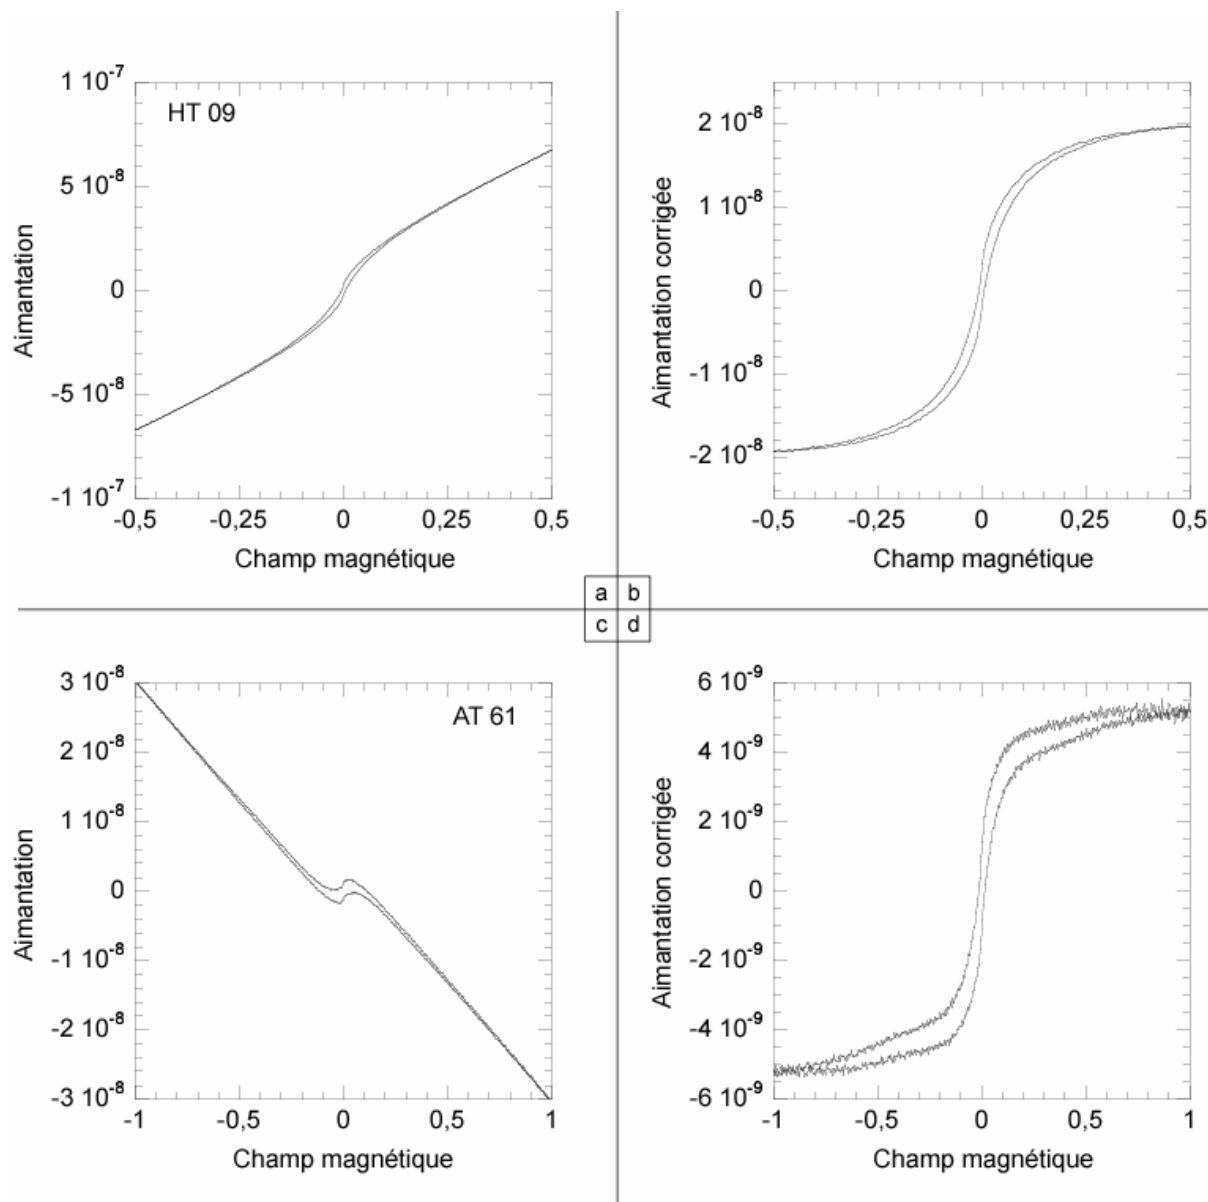 1 10-7
HT 09
5 10-8
0
-5 10-8
-1 10-7
-0,5 -0,25 0 0,25 0,5
Champ magnétique
Aimantation
2 10-8
1 10-8
0
-1 10-8
-2 10-8
-0,5 -0,25 0 0,25 0,5
Champ magnétique
Aimantation corrigée
a b
c d
3 10-8
AT 61
2 10-8
1 10-8
0
-1 10-8
-2 10-8
-3 10-8
-1 -0,5 0 0,5 1
Champ magnétique
Aimantation
6 10-9
4 10-9
2 10-9
0
-2 10-9
-4 10-9
-6 10-9
-1 -0,5 0 0,5 1
Champ magnétique
Aimantation corrigée